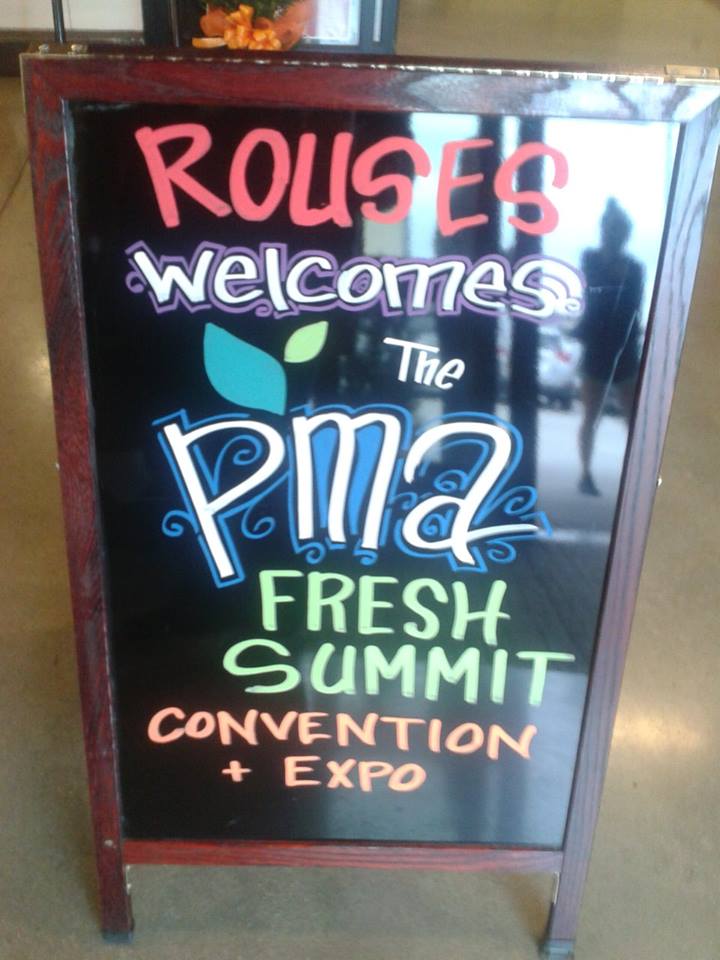 ROUSES
welcomes
The
pma
FRESH
SUMMIT
CONVENTION
+ EXPO